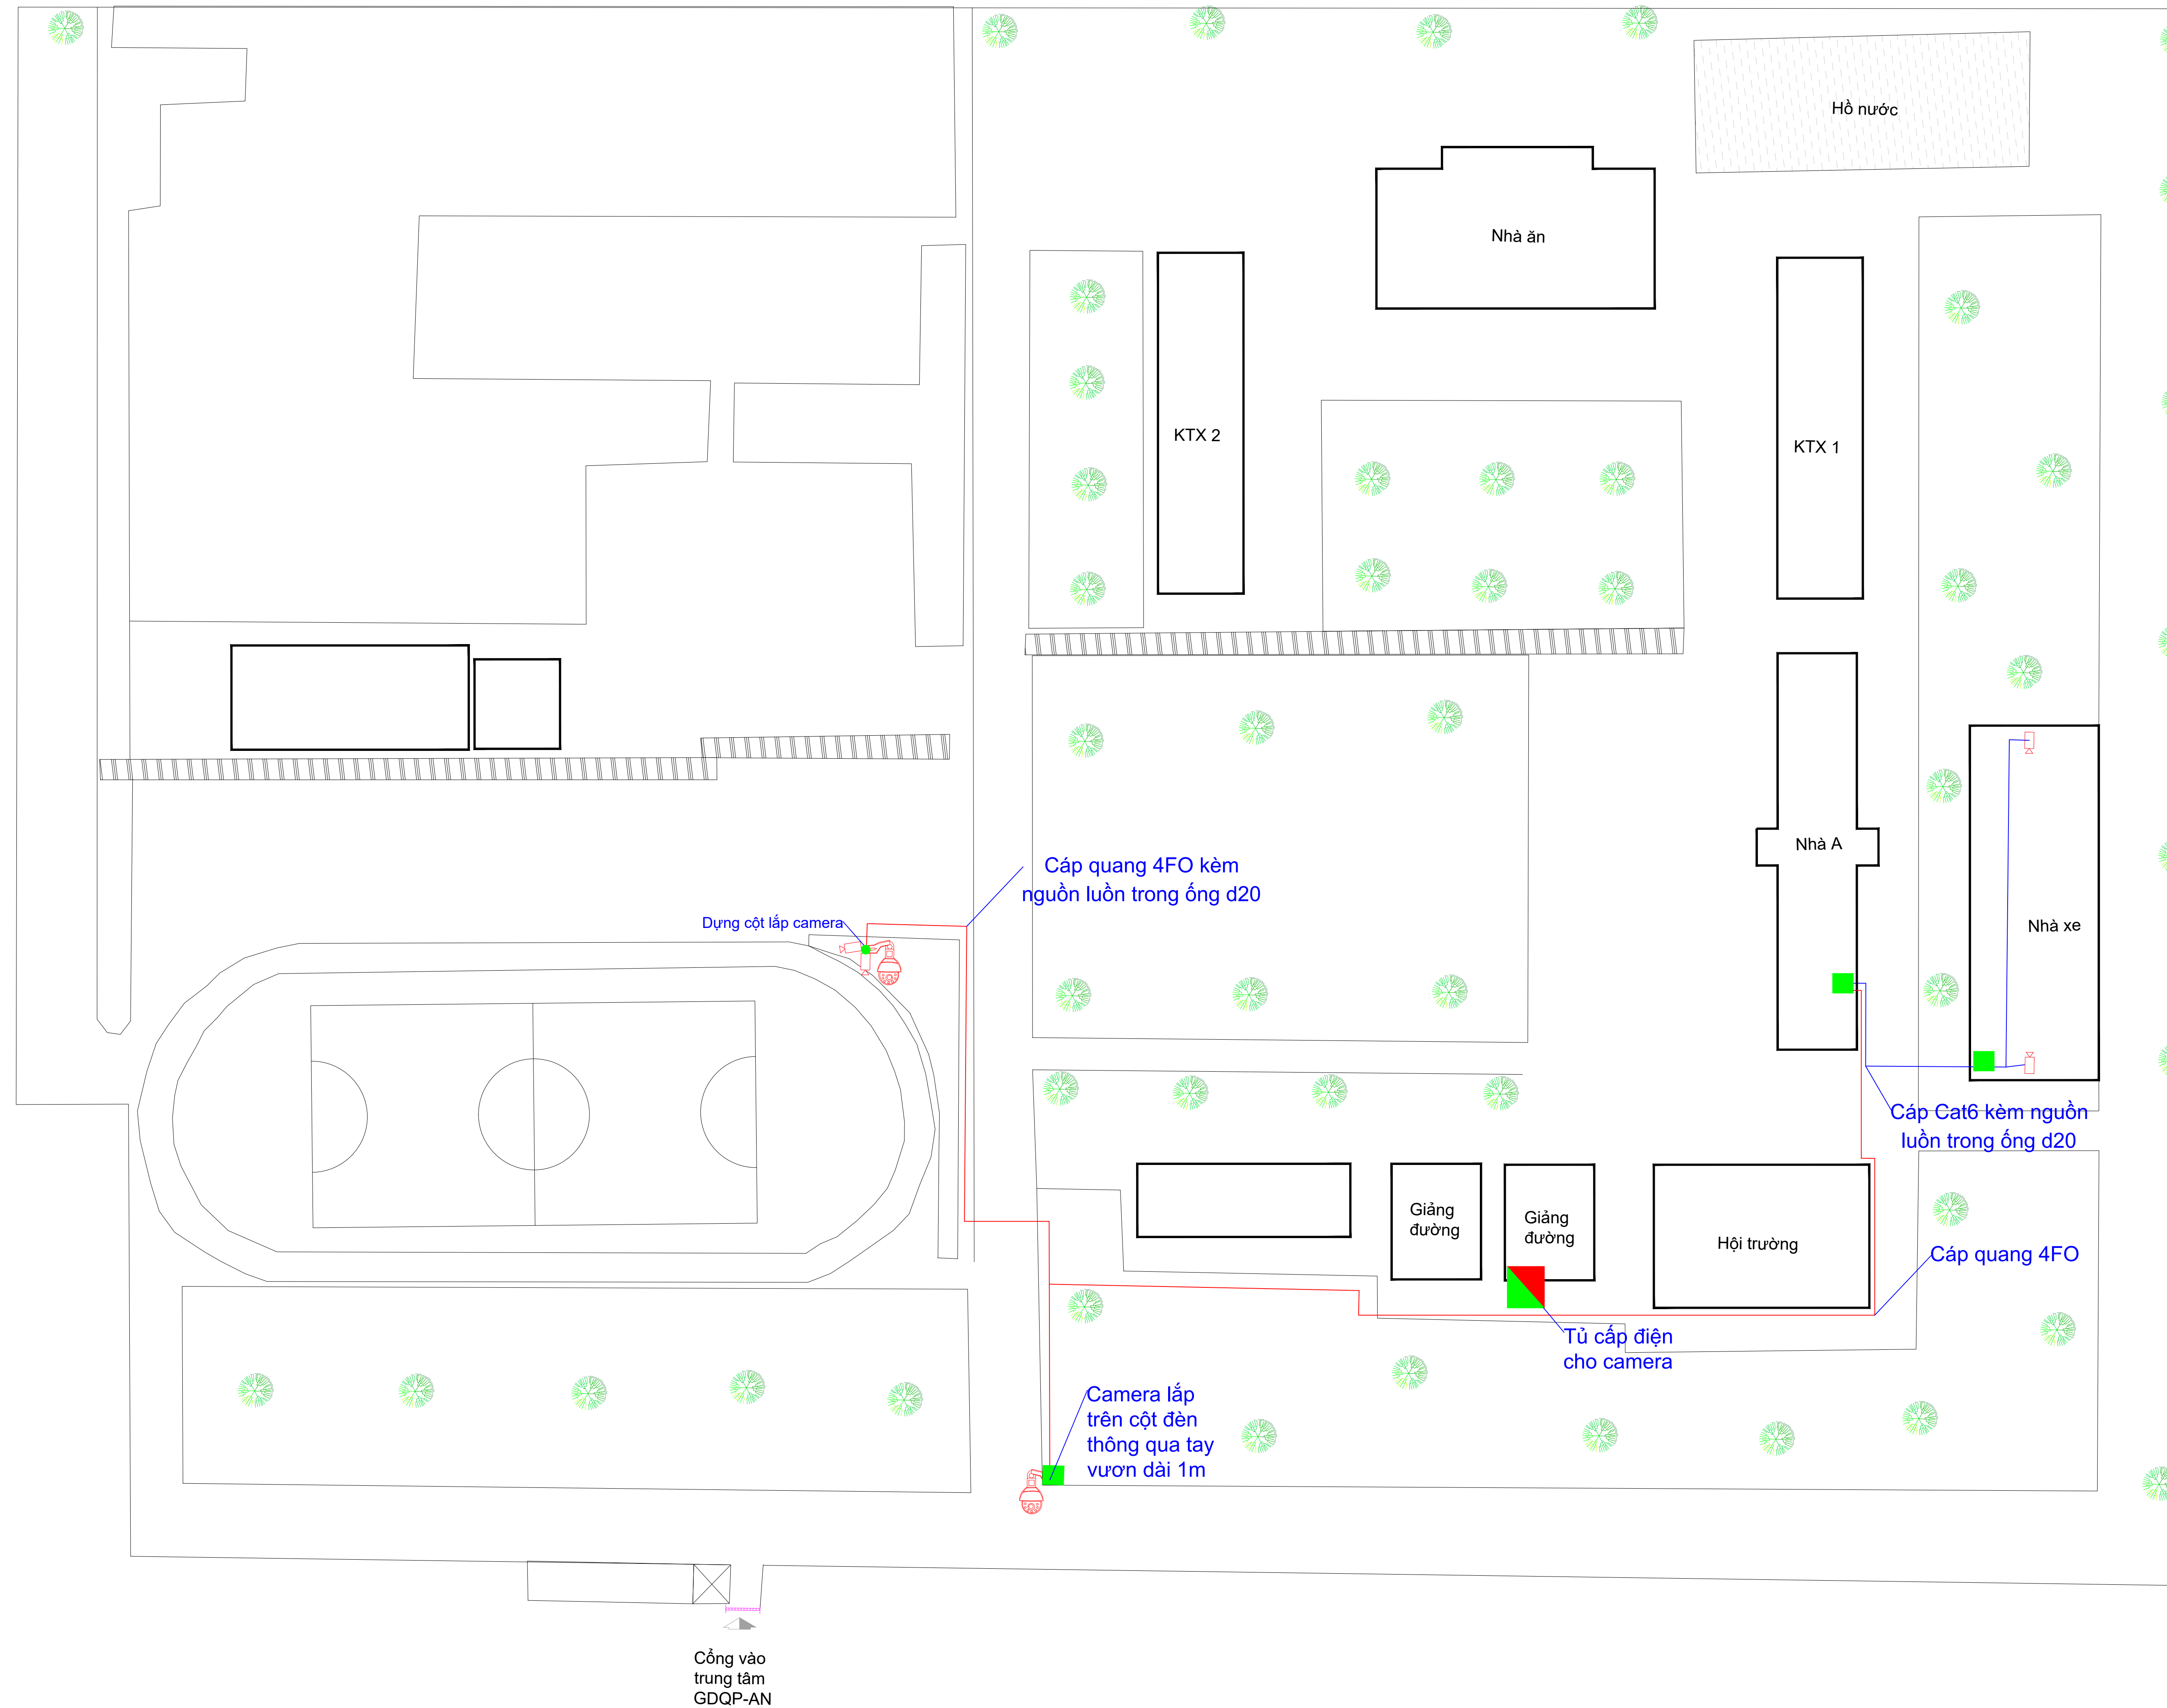 Hồ nước
Nhà ăn
KTX 2
KTX 1
Nhà A
Cáp quang 4FO kèm
nguồn luồn trong ống d20
Dựng cột lắp camera
Nhà xe
Cáp Cat6 kèm nguồn
luồn trong ống d20
Giảng
đường
Giảng
đường
Hội trường
Cáp quang 4FO
Tủ cấp điện
cho camera
Camera lắp
trên cột đèn
thông qua tay
vươn dài 1m
Cổng vào
trung tâm
GDQP-AN